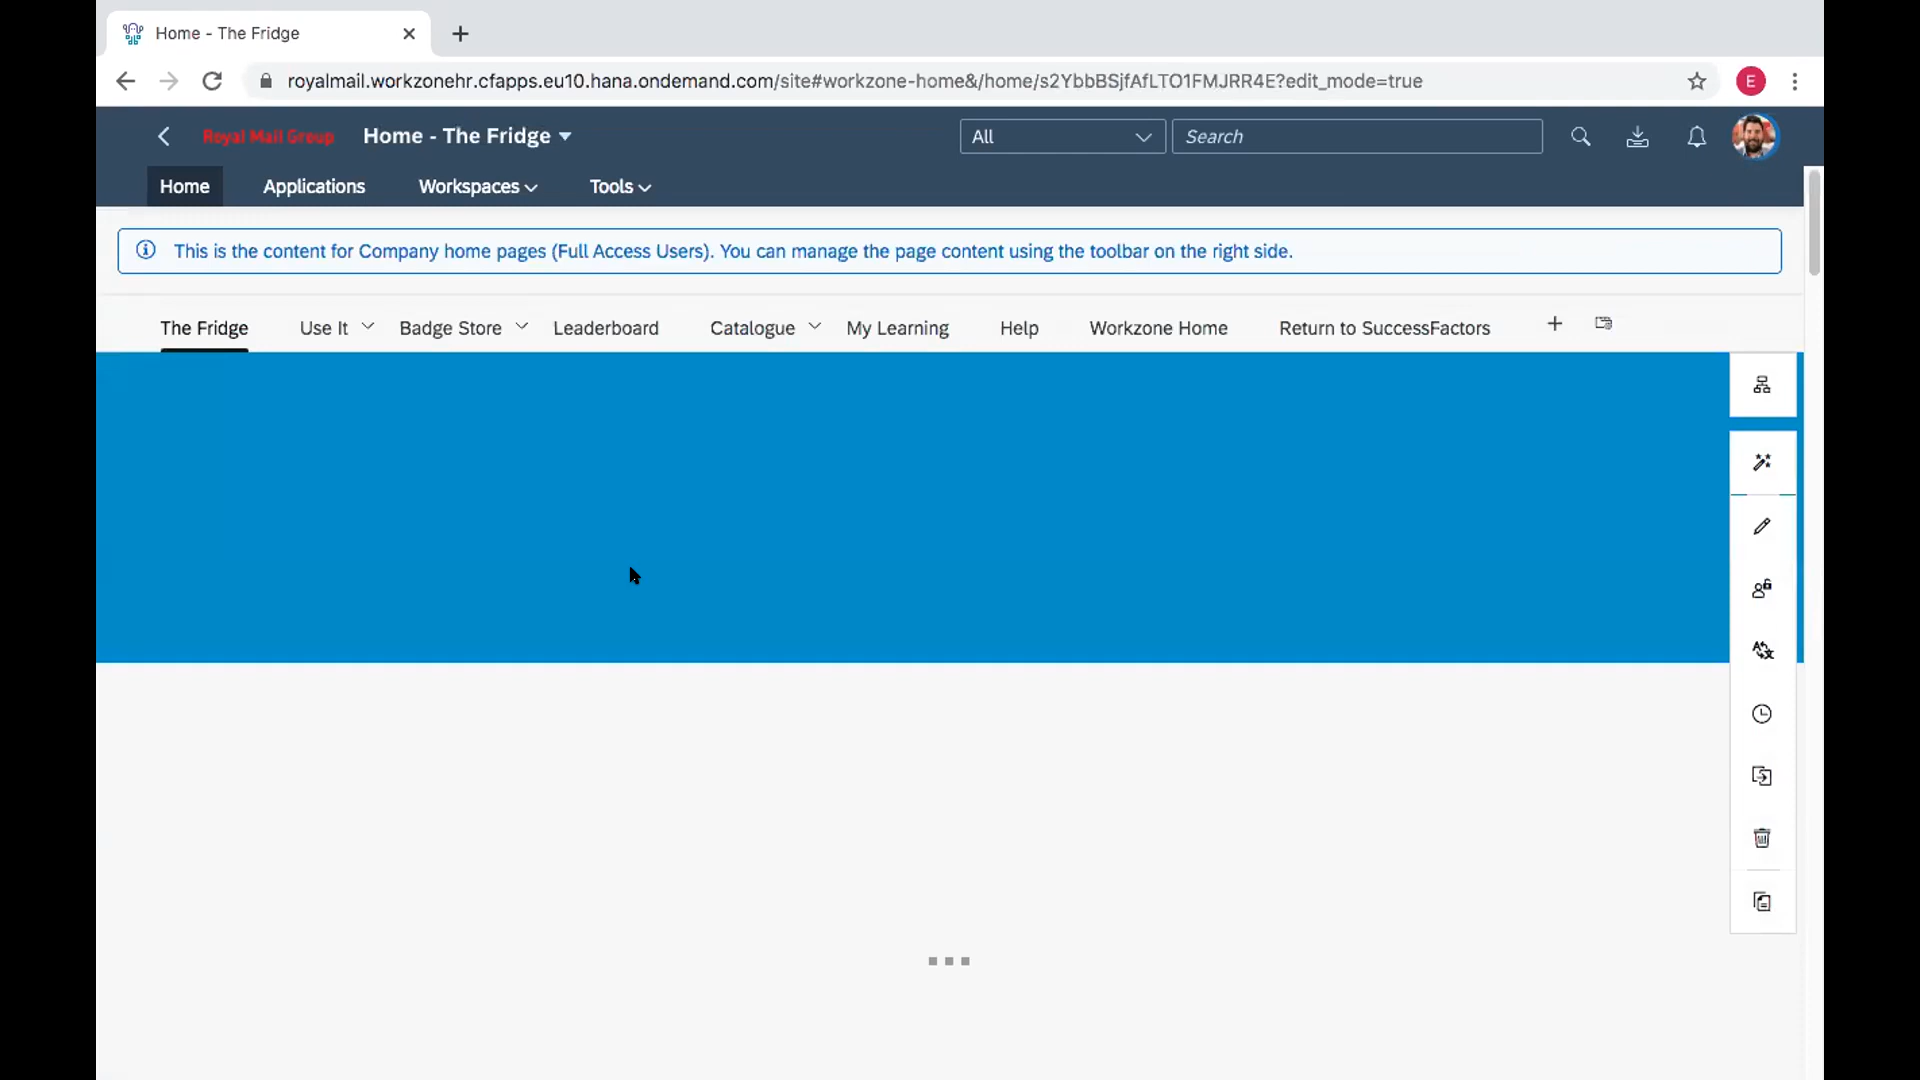 Home - The Fridge
royalmail.workzonehr.cfapps.eu10.hana.ondemand.com/site#workzone-home&/home/s2YbbBSjfAfLTO1FMJRR4E?edit_mode=true
E
Royal Mail Group
Home - The Fridge
All
Search
Home
Applications
Workspaces
Tools
This is the content for Company home pages (Full Access Users). You can manage the page content using the toolbar on the right side.
The Fridge
Use It
Badge Store
Leaderboard
Catalogue
My Learning
Help
Workzone Home
Return to SuccessFactors